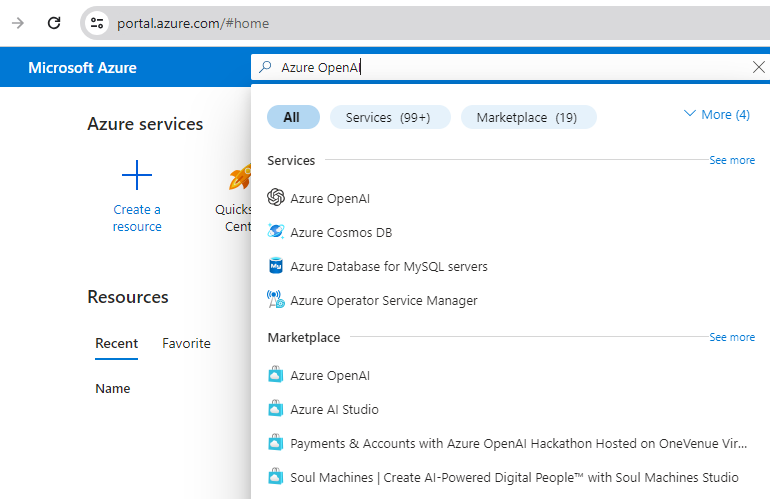 portal.azure.com/#home
Microsoft Azure
Azure OpenAI
All
Services (99+)
Marketplace (19)
More (4)
Azure services
Create a
resource
Quicks
Cent
Resources
Recent
Favorite
Name
Services
See more
Azure OpenAI
Azure Cosmos DB
Azure Database for MySQL servers
Azure Operator Service Manager
Marketplace
See more
Azure OpenAI
Azure AI Studio
Payments & Accounts with Azure OpenAI Hackathon Hosted on OneVenue Vir...
Soul Machines | Create AI-Powered Digital People™ with Soul Machines Studio